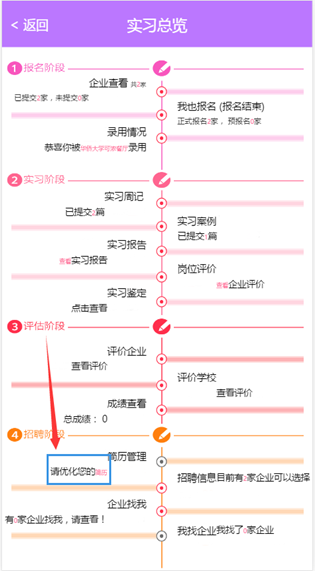 < 返回
实习总览
1 报名阶段
企业查看 共2家
已提交2家，未提交0家
我也报名 (报名结束)
正式报名2家，预报名0家
录用情况
恭喜你被华侨大学可游餐厅录用
2 实习阶段
实习周记
已提交2篇
实习案例
已提交1篇
实习报告
查看实习报告
岗位评价
查看企业评价
实习鉴定
点击查看
3 评估阶段
评价企业
查看评价
评价学校
查看评价
成绩查看
总成绩： 0
4 招聘阶段
简历管理
请优化您的简历
招聘信息目前有2家企业可以选择
企业找我
有0家企业找我，请查看！
我找企业我找了0家企业